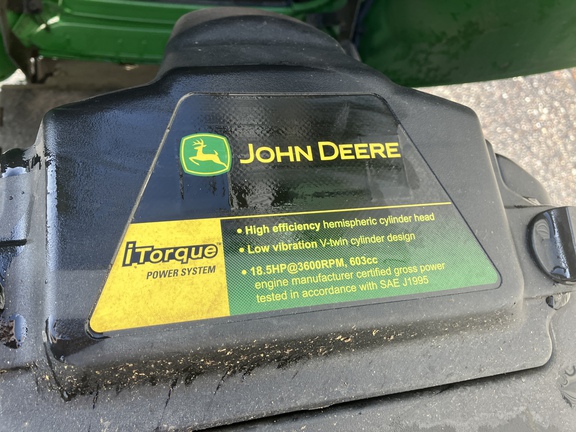 JOHN DEERE
• High efficiency hemispheric cylinder head
• Low vibration V-twin cylinder design
iTorque™
POWER SYSTEM
• 18.5HP@3600RPM, 603cc
engine manufacturer certified gross power
tested in accordance with SAE J1995